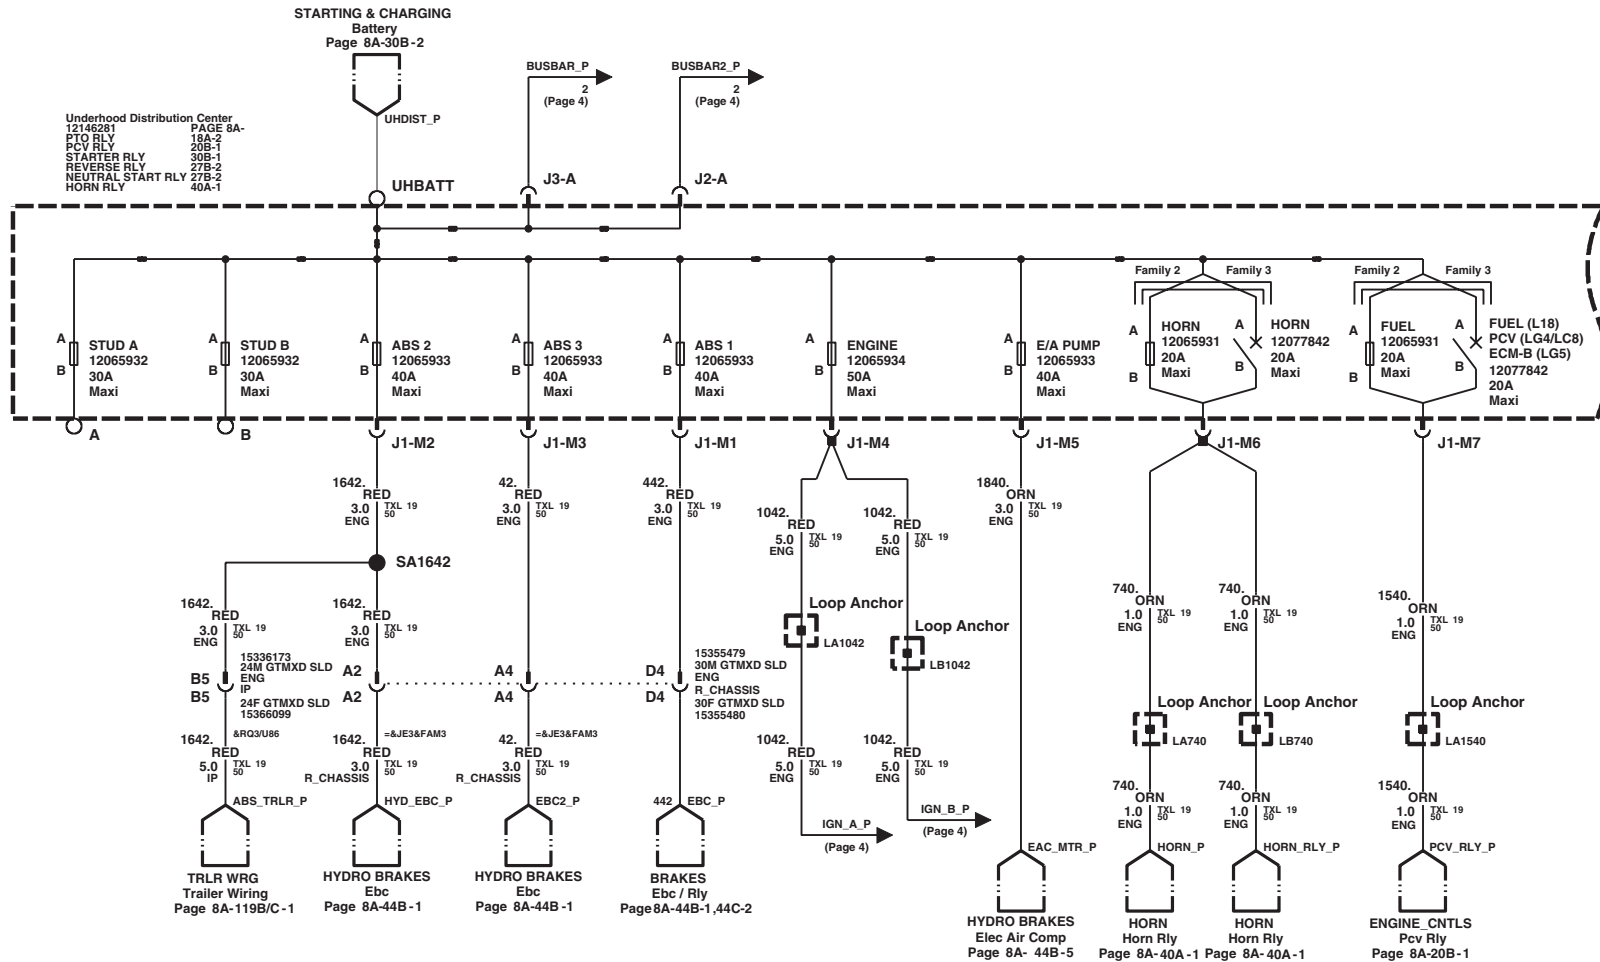 STARTING & CHARGING
Battery
Page 8A-30B-2
UHDIST_P
BUSBAR_P
2
(Page 4)
BUSBAR2_P
2
(Page 4)
Underhood Distribution Center
12146281 PAGE 8A-
PTO RLY 18A-2
PCV RLY 20B-1
STARTER RLY 30B-1
REVERSE RLY 27B-2
NEUTRAL START RLY 27B-2
HORN RLY 40A-1
UHBATT
J3-A
J2-A
A
B
STUD A
12065932
30A
Maxi
A
B
STUD B
12065932
30A
Maxi
A
B
ABS 2
12065933
40A
Maxi
A
B
ABS 3
12065933
40A
Maxi
A
B
ABS 1
12065933
40A
Maxi
A
B
ENGINE
12065934
50A
Maxi
A
B
E/A PUMP
12065933
40A
Maxi
Family 2
Family 3
A
B
HORN
12065931
20A
Maxi
A
B
HORN
12077842
20A
Maxi
Family 2
Family 3
A
B
FUEL
12065931
20A
Maxi
A
B
FUEL (L18)
PCV (LG4/LC8)
ECM-B (LG5)
12077842
20A
Maxi
A
B
J1-M2
J1-M3
J1-M1
J1-M4
J1-M5
J1-M6
J1-M7
1642.
RED
3.0 TXL 19
ENG 50
42.
RED
3.0 TXL 19
ENG 50
442.
RED
3.0 TXL 19
ENG 50
1042.
RED
5.0 TXL 19
ENG 50
1042.
RED
5.0 TXL 19
ENG 50
1840.
ORN
3.0 TXL 19
ENG 50
SA1642
1642.
RED
3.0 TXL 19
ENG 50
1642.
RED
3.0 TXL 19
ENG 50
Loop Anchor
LA1042
Loop Anchor
LB1042
740.
ORN
1.0 TXL 19
ENG 50
740.
ORN
1.0 TXL 19
ENG 50
1540.
ORN
1.0 TXL 19
ENG 50
B5
B5
15336173
24M GTMXD SLD
ENG
IP
24F GTMXD SLD
15366099
A2
A2
A4
A4
D4
D4
15355479
30M GTMXD SLD
ENG
R_CHASSIS
30F GTMXD SLD
15355480
Loop Anchor
LA740
Loop Anchor
LB740
Loop Anchor
LA1540
&RQ3/U86
1642.
RED
5.0 TXL 19
IP 50
=&JE3&FAM3
1642.
RED
3.0 TXL 19
R_CHASSIS 50
=&JE3&FAM3
42.
RED
3.0 TXL 19
R_CHASSIS 50
1042.
RED
5.0 TXL 19
ENG 50
1042.
RED
5.0 TXL 19
ENG 50
740.
ORN
1.0 TXL 19
ENG 50
740.
ORN
1.0 TXL 19
ENG 50
1540.
ORN
1.0 TXL 19
ENG 50
ABS_TRLR_P
HYD_EBC_P
EBC2_P
442 EBC_P
IGN_A_P
(Page 4)
IGN_B_P
(Page 4)
EAC_MTR_P
HORN_P
HORN_RLY_P
PCV_RLY_P
TRLR WRG
Trailer Wiring
Page 8A-119B/C-1
HYDRO BRAKES
Ebc
Page 8A-44B-1
HYDRO BRAKES
Ebc
Page 8A-44B-1
BRAKES
Ebc / Rly
Page8A-44B-1,44C-2
HYDRO BRAKES
Elec Air Comp
Page 8A- 44B-5
HORN
Horn Rly
Page 8A-40A-1
HORN
Horn Rly
Page 8A-40A-1
ENGINE_CNTLS
Pcv Rly
Page 8A-20B-1